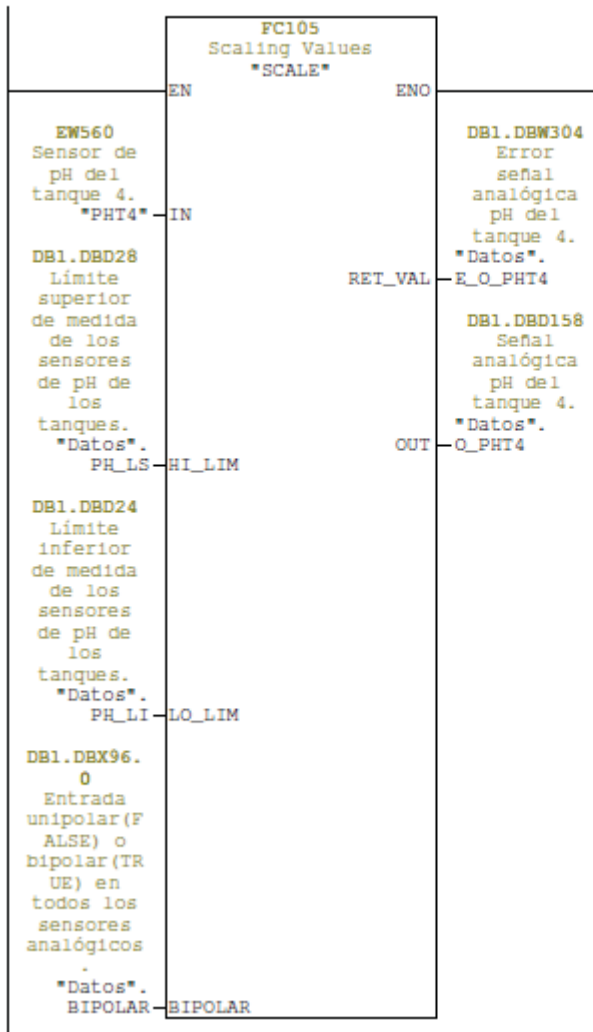 FC105
Scaling Values
"SCALE"
EN
ENO
EW560
Sensor de
pH del
tanque 4.
"PHT4"
IN
DB1.DBD28
Límite
superior
de medida
de los
sensores
de pH de
los
tanques.
"Datos".
PH_LS
HI_LIM
DB1.DBD24
Límite
inferior
de medida
de los
sensores
de pH de
los
tanques.
"Datos".
PH_LI
LO_LIM
DB1.DBX96.
0
Entrada
unipolar(F
ALSE) o
bipolar(TR
UE) en
todos los
sensores
analógicos
.
"Datos".
BIPOLAR
BIPOLAR
DB1.DBW304
Error
señal
analógica
pH del
tanque 4.
"Datos".
RET_VAL
E_O_PHT4
DB1.DBD158
Señal
analógica
pH del
tanque 4.
"Datos".
OUT
O_PHT4